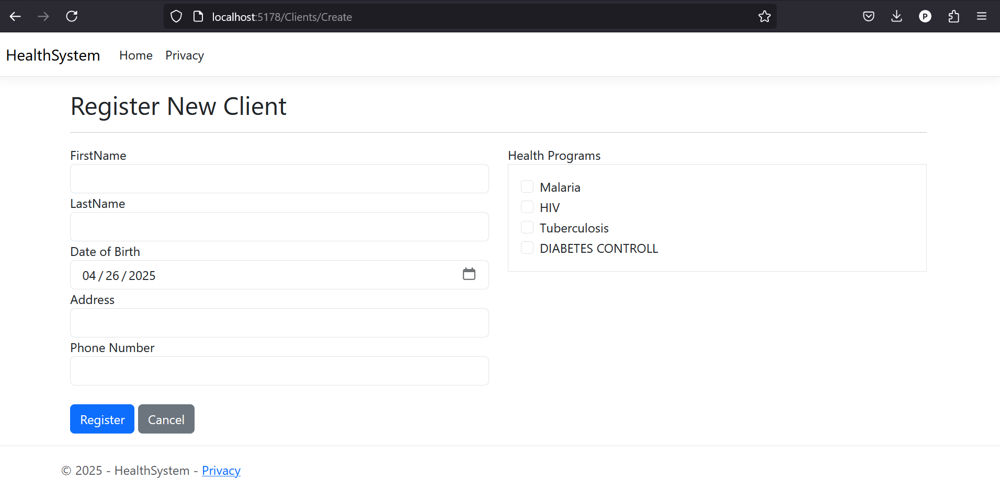 localhost:5178/Clients/Create
P
HealthSystem Home Privacy
Register New Client
FirstName
LastName
Date of Birth
04 / 26 / 2025
Address
Phone Number
Health Programs
Malaria
HIV
Tuberculosis
DIABETES CONTROLL
Register Cancel
© 2025 - HealthSystem - Privacy